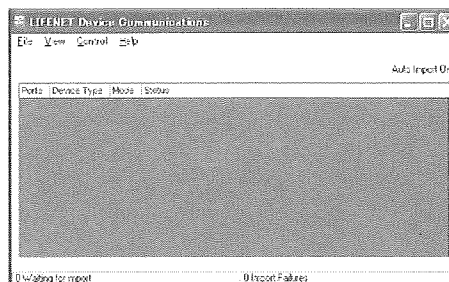 LIFENET Device Communications
File View Control Help
Auto Import On
Ports Device Type Mode Status
0 Waiting for import 0 Import Failures